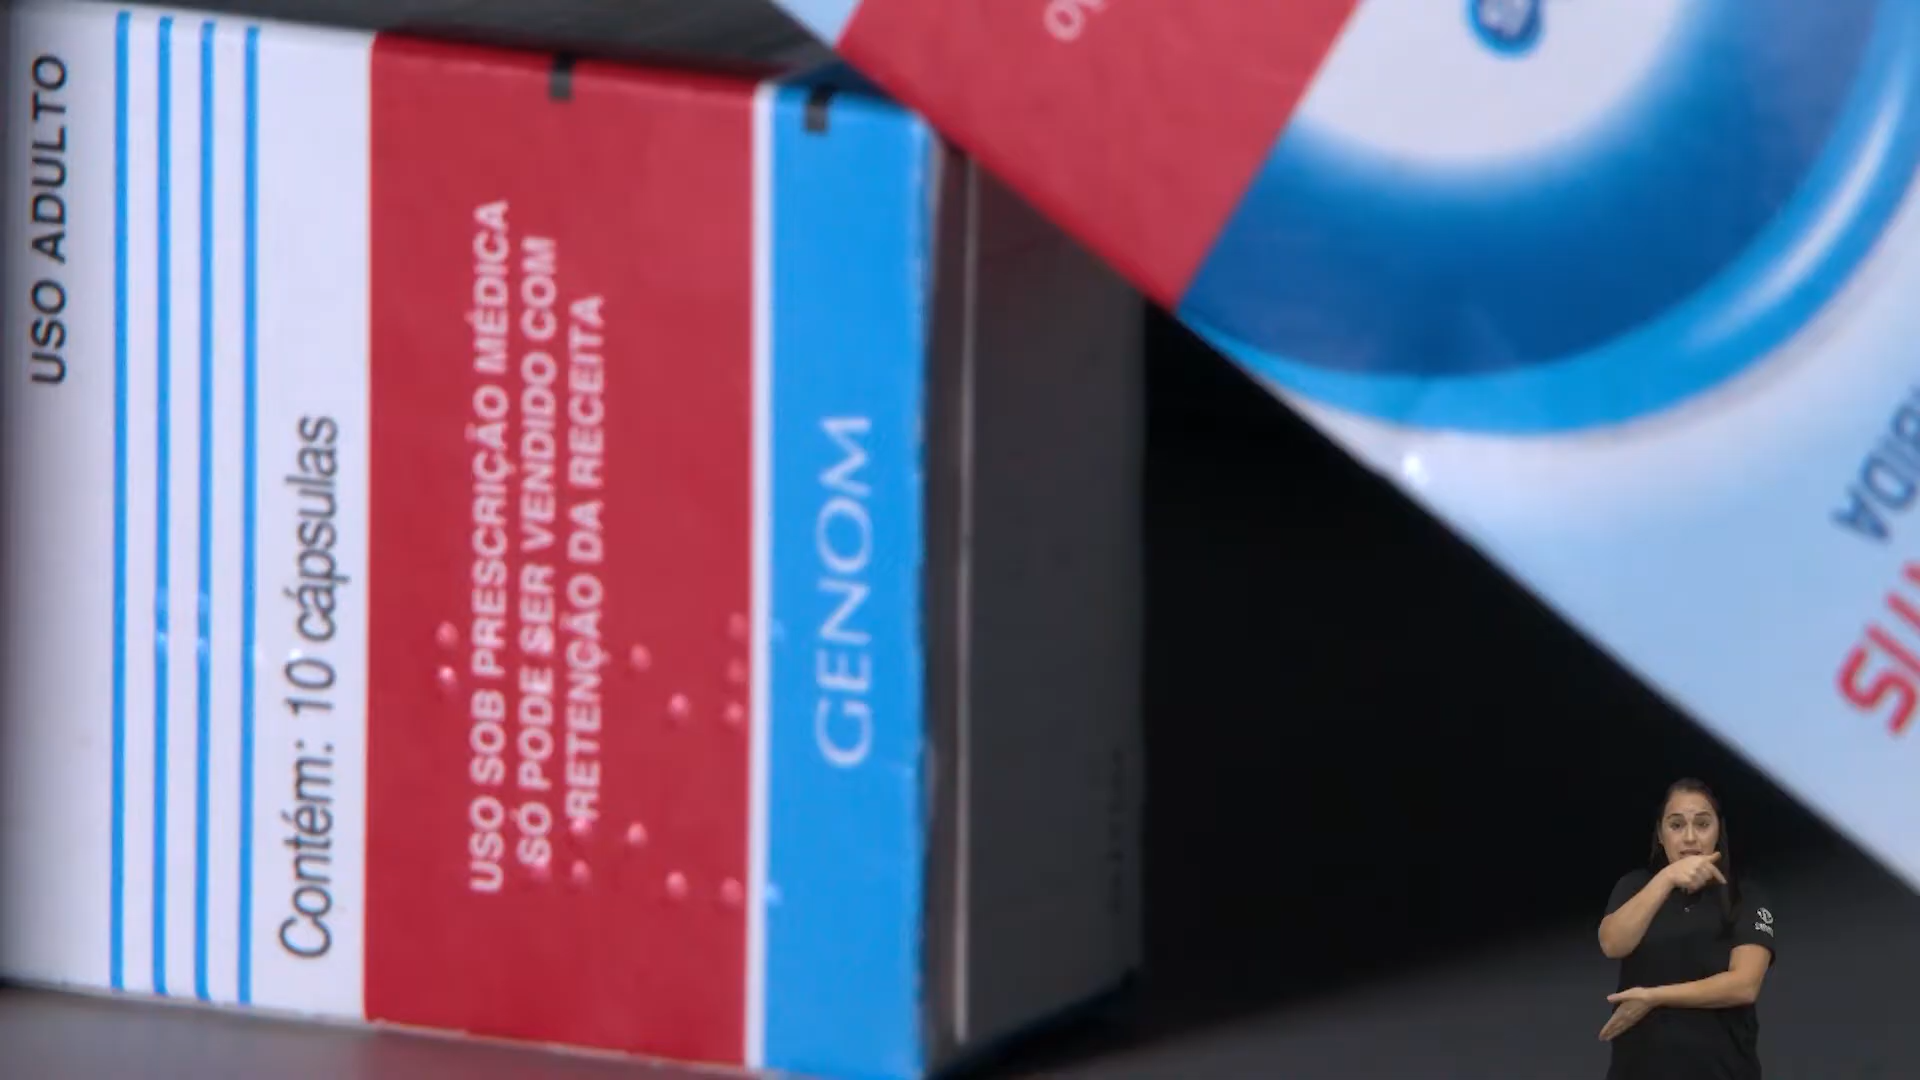 USO ADULTO
Contém: 10 cápsulas
USO SOB PRESCRIÇÃO MÉDICA
SÓ PODE SER VENDIDO COM
RETENÇÃO DA RECEITA
GENOM